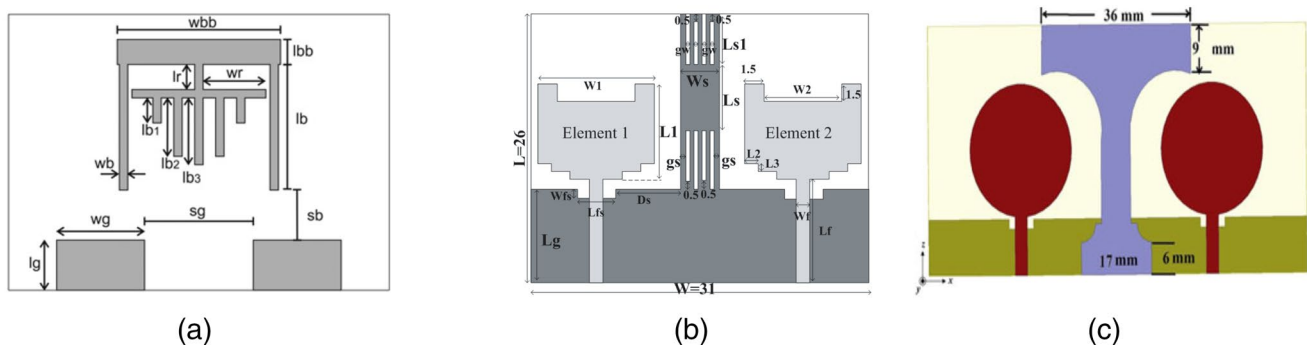 wbb
lbb
lr
wr
lb1
lb2
lb3
lb
wb
sb
wg
sg
lg
(a)
0.5
0.5
gw
gw
Ls1
Ws
1.5
W1
W2
1.5
L=26
Element 1
L1
Ls
Element 2
gs
gs
L2
L3
Wfs
Lfs
Ds
0.5
0.5
Wf
Lg
Lf
W=31
(b)
36 mm
9 mm
17 mm
6 mm
z
y
x
(c)